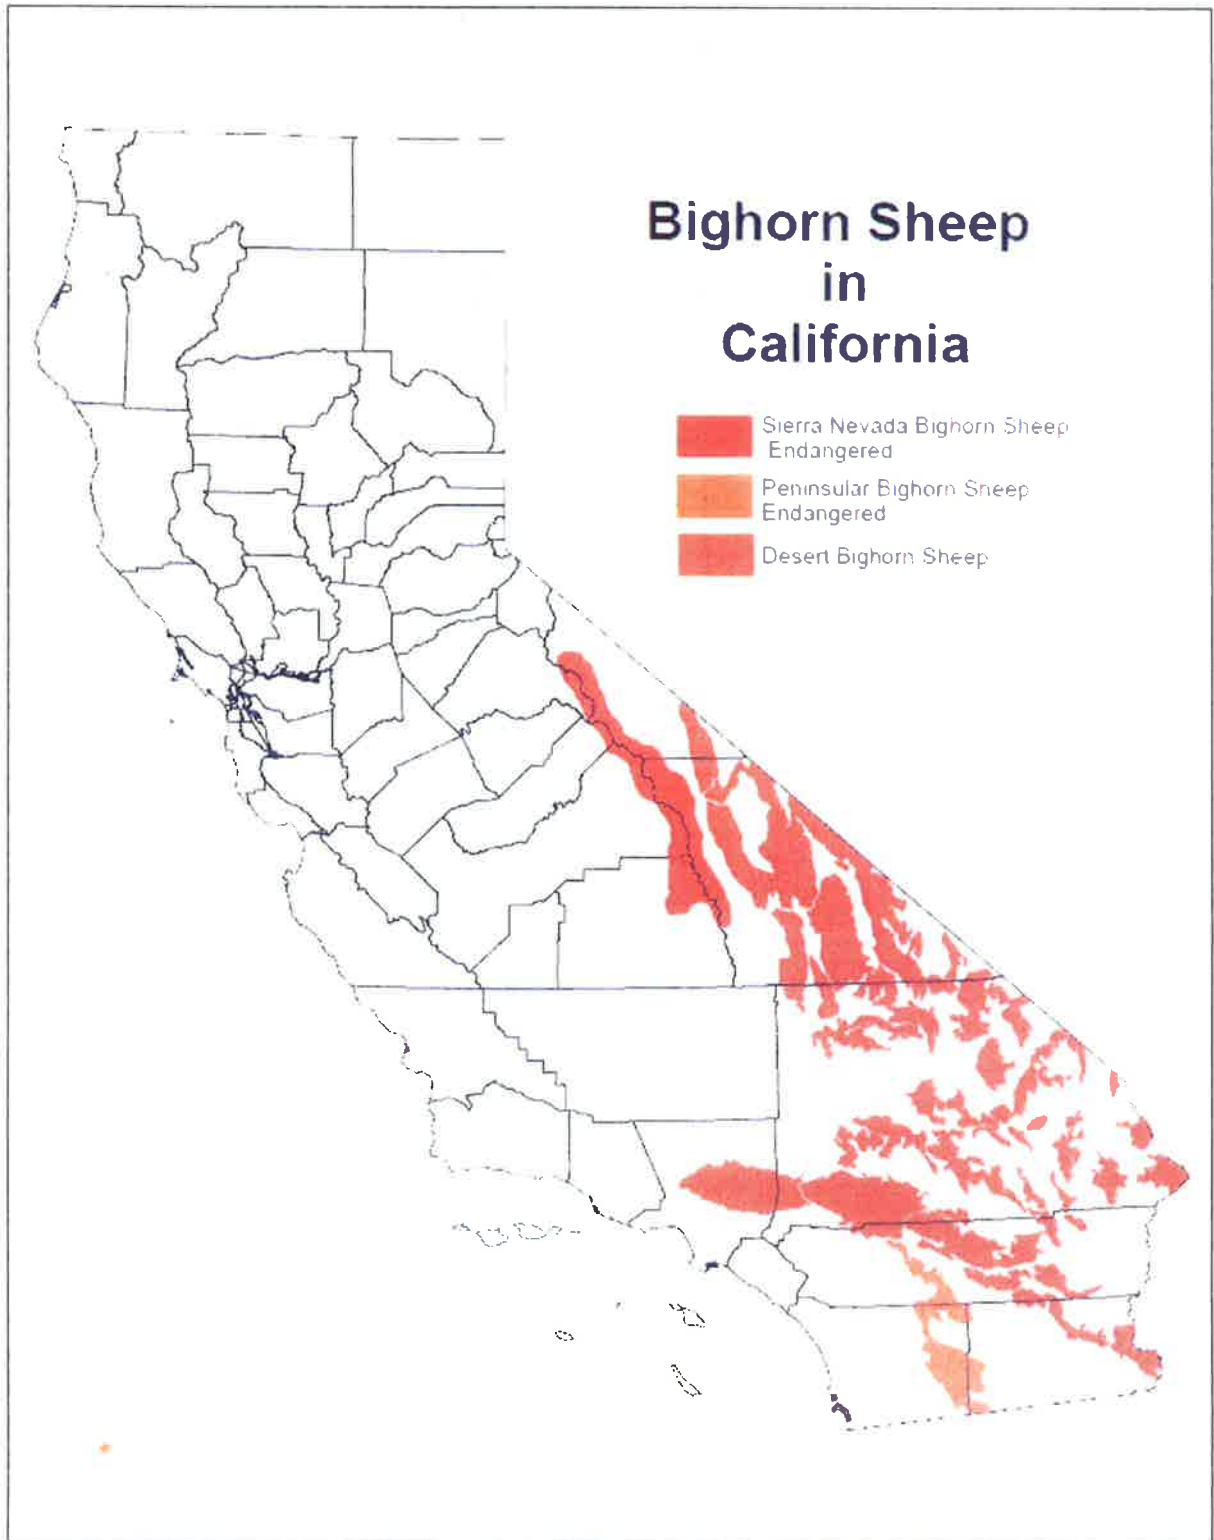 Bighorn Sheep
in
California
Sierra Nevada Bighorn Sheep
Endangered
Peninsular Bighorn Sheep
Endangered
Desert Bighorn Sheep